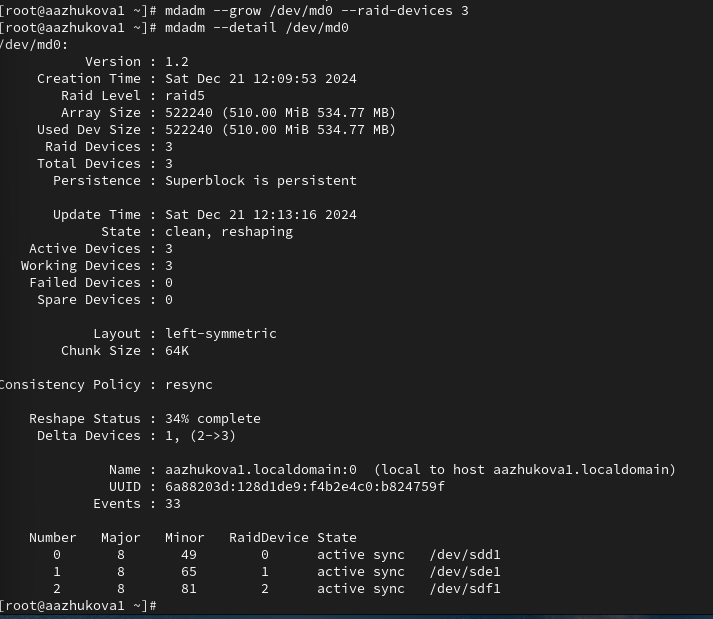 [root@aazhukova1 ~]# mdadm --grow /dev/md0 --raid-devices 3
[root@aazhukova1 ~]# mdadm --detail /dev/md0
/dev/md0:
Version : 1.2
Creation Time : Sat Dec 21 12:09:53 2024
Raid Level : raid5
Array Size : 522240 (510.00 MiB 534.77 MB)
Used Dev Size : 522240 (510.00 MiB 534.77 MB)
Raid Devices : 3
Total Devices : 3
Persistence : Superblock is persistent
Update Time : Sat Dec 21 12:13:16 2024
State : clean, reshaping
Active Devices : 3
Working Devices : 3
Failed Devices : 0
Spare Devices : 0
Layout : left-symmetric
Chunk Size : 64K
Consistency Policy : resync
Reshape Status : 34% complete
Delta Devices : 1, (2->3)
Name : aazhukova1.localdomain:0  (local to host aazhukova1.localdomain)
UUID : 6a88203d:128d1de9:f4b2e4c0:b824759f
Events : 33
Number   Major   Minor   RaidDevice State
0       8       49        0      active sync   /dev/sdd1
1       8       65        1      active sync   /dev/sde1
2       8       81        2      active sync   /dev/sdf1
[root@aazhukova1 ~]#